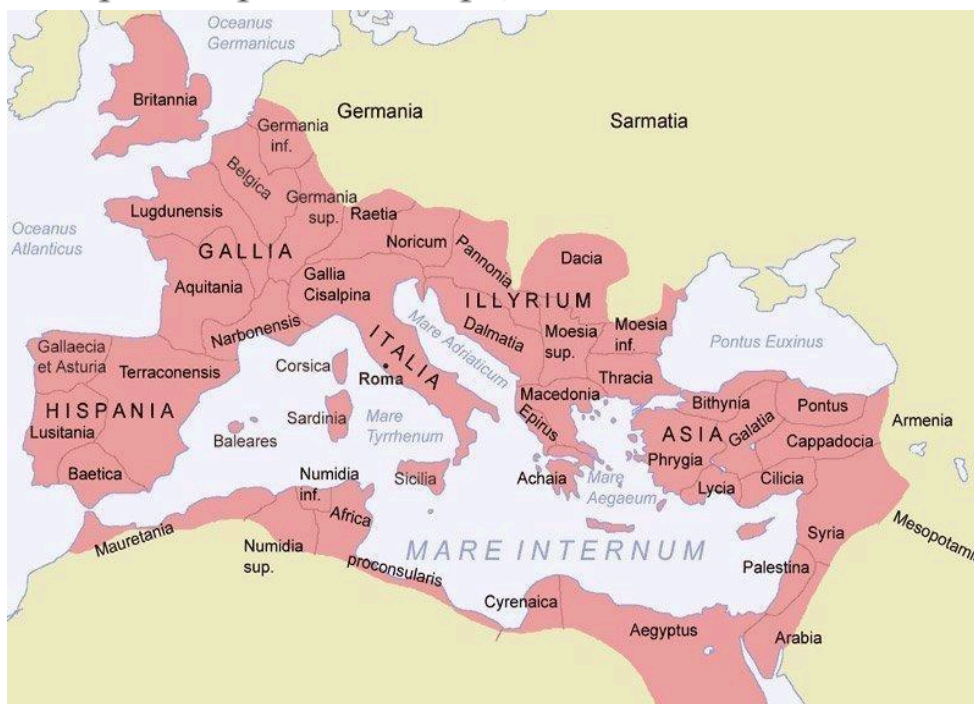 Oceanus
Germanicus
Britannia
Germania
Sarmatia
Germania
inf.
Belgica
Germania
sup.
Lugdunensis
Raetia
Oceanus
Atlanticus
GALLIA
Noricum
Pannonia
Dacia
Aquitania
Gallia
Cisalpina
ILLYRIUM
Narbonensis
ITALIA
Mare Adriaticum
Dalmatia
Moesia
sup.
Moesia
inf.
Pontus Euxinus
Gallaecia
et Asturia
Terraconensis
Corsica
Roma
Thracia
Macedonia
Bithynia
Pontus
HISPANIA
Lusitania
Baleares
Sardinia
Mare
Tyrrhenum
Epirus
ASIA
Galatia
Armenia
Cappadocia
Phrygia
Baetica
Numidia
inf.
Sicilia
Achaia
Mare
Aegaeum
Lycia
Cilicia
Mauretania
Africa
Numidia
sup.
proconsularis
MARE INTERNUM
Syria
Mesopotami
Palestina
Cyrenaica
Aegyptus
Arabia